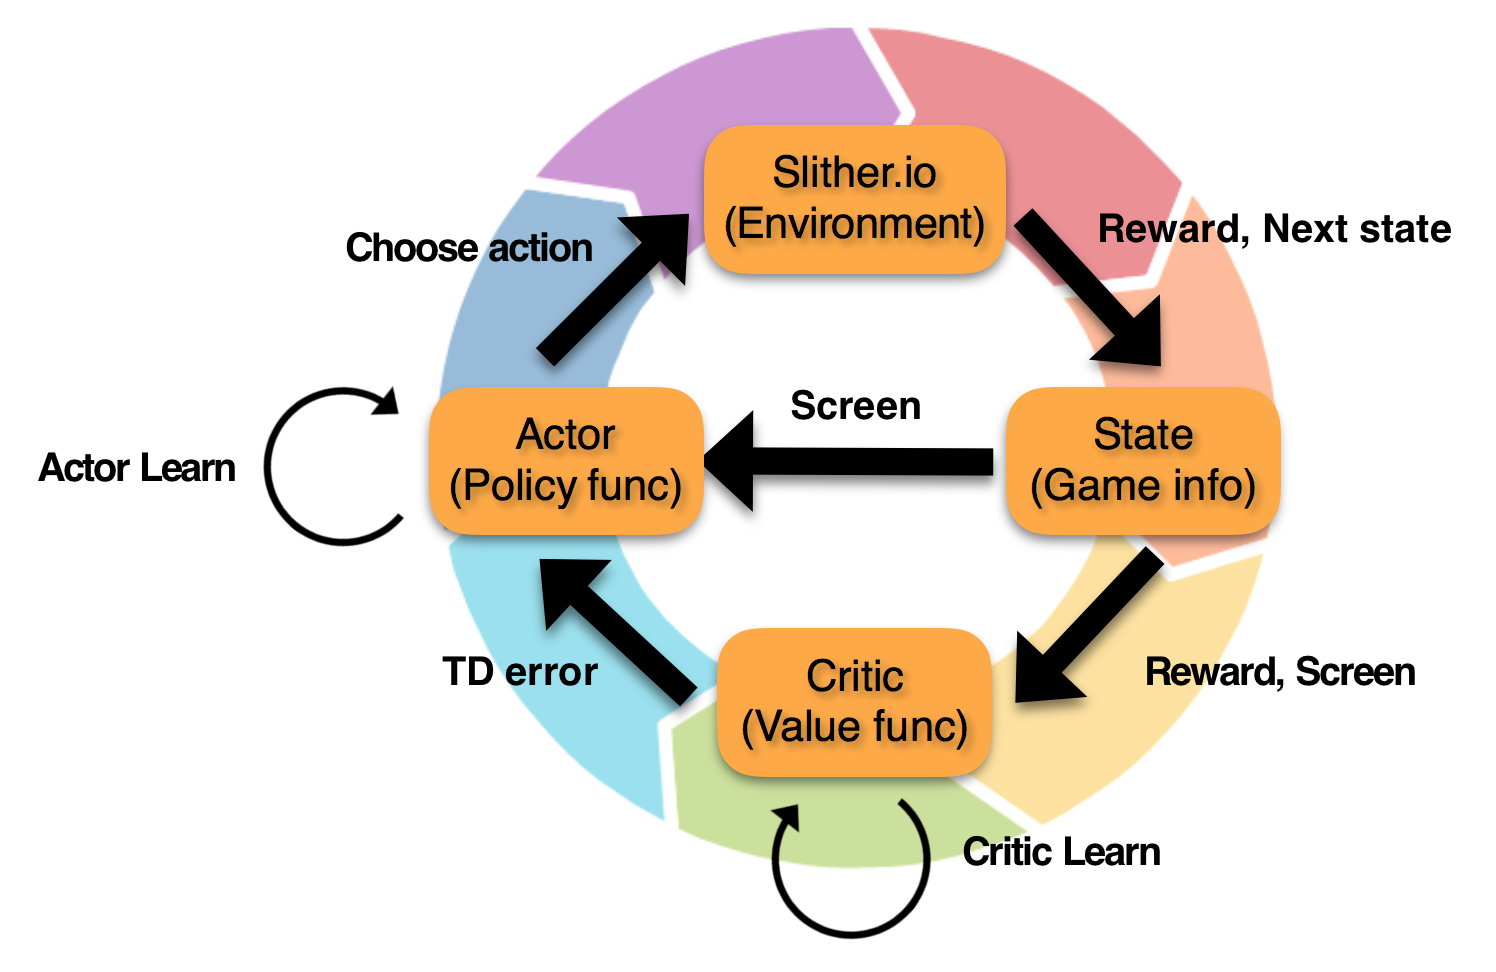 Slither.io
(Environment)
Choose action
Reward, Next state
Screen
Actor
(Policy func)
State
(Game info)
Actor Learn
TD error
Critic
(Value func)
Reward, Screen
Critic Learn